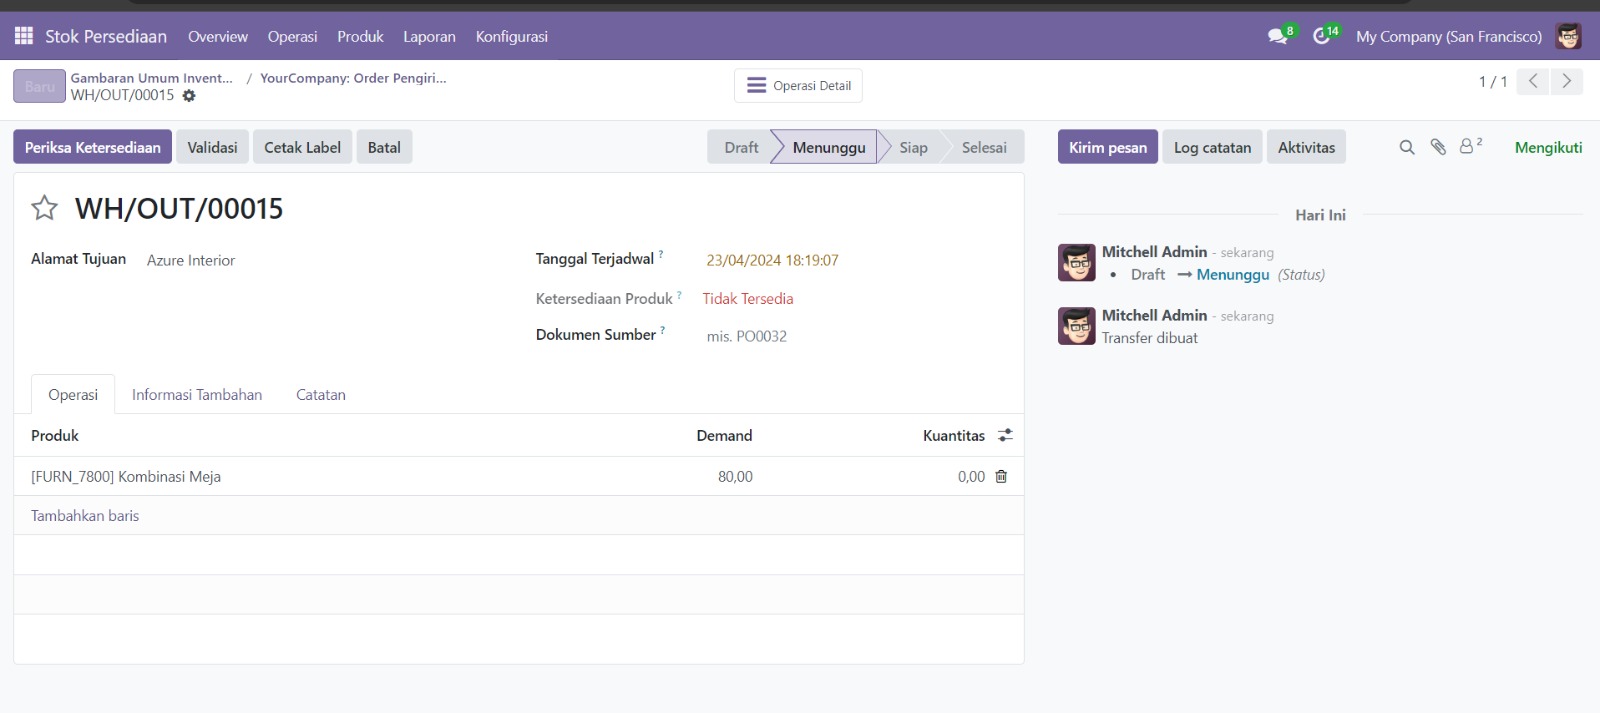 Stok Persediaan Overview Operasi Produk Laporan Konfigurasi 8 14 My Company (San Francisco)
Baru Gambaran Umum Invent... / YourCompany: Order Pengiri...
WH/OUT/00015
Operasi Detail
1 / 1
Periksa Ketersediaan Validasi Cetak Label Batal Draft Menunggu Siap Selesai Kirim pesan Log catatan Aktivitas 2 Mengikuti
WH/OUT/00015
Alamat Tujuan Azure Interior
Tanggal Terjadwal ? 23/04/2024 18:19:07
Ketersediaan Produk ? Tidak Tersedia
Dokumen Sumber ? mis. PO0032
Operasi Informasi Tambahan Catatan
Produk Demand Kuantitas
[FURN_7800] Kombinasi Meja 80,00 0,00
Tambahkan baris
Hari Ini
Mitchell Admin - sekarang
• Draft → Menunggu (Status)
Mitchell Admin - sekarang
Transfer dibuat